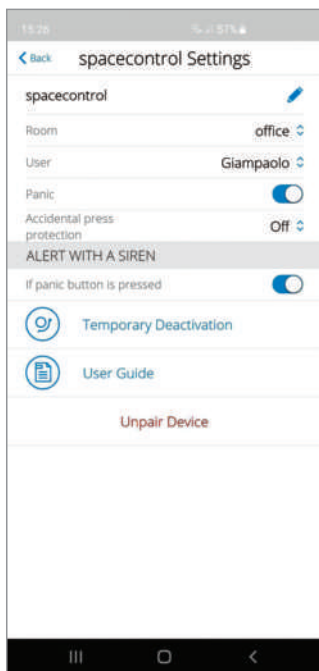 15:26 57%
Back spacecontrol Settings
spacecontrol
Room office
User Giampaolo
Panic
Accidental press
protection Off
ALERT WITH A SIREN
If panic button is pressed
Temporary Deactivation
User Guide
Unpair Device